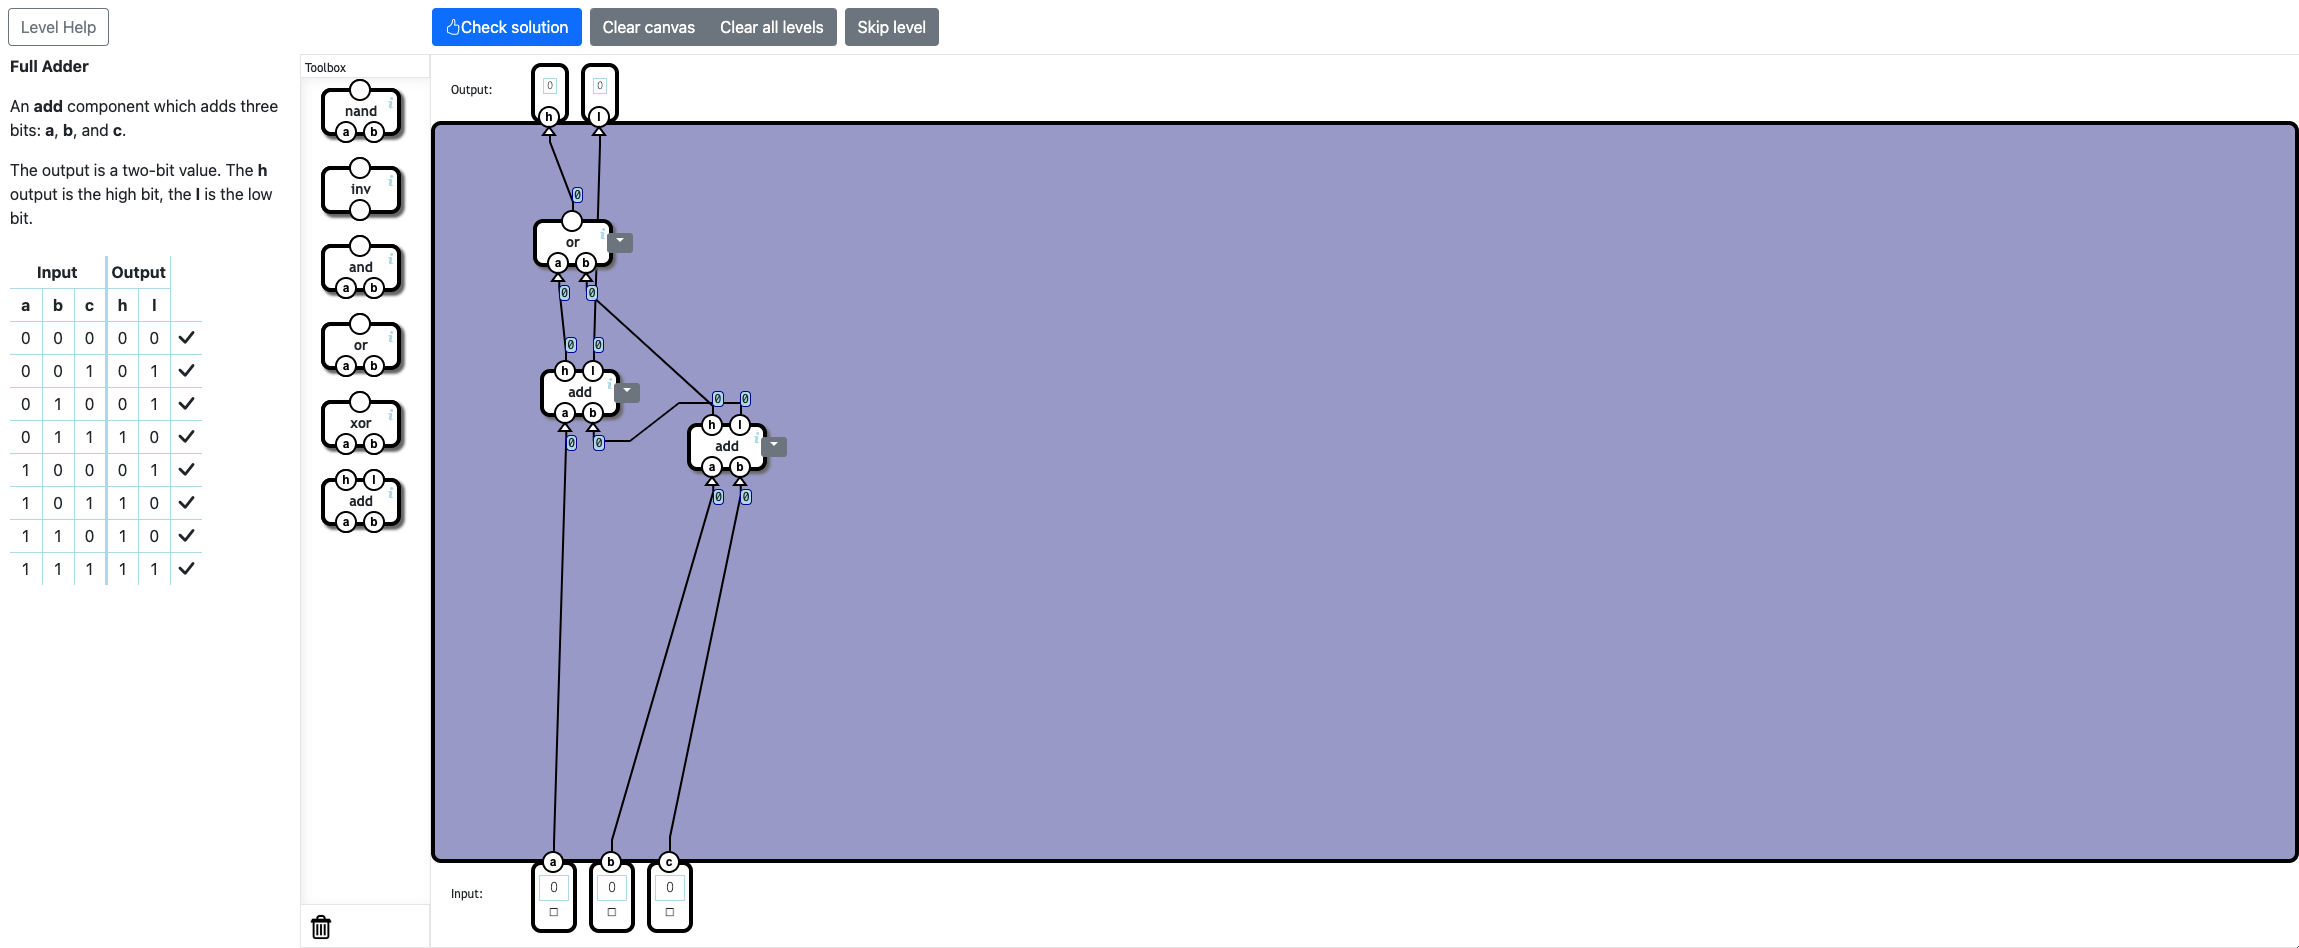 Level Help
Check solution
Clear canvas
Clear all levels
Skip level
Full Adder
An add component which adds three
bits: a, b, and c.
The output is a two-bit value. The h
output is the high bit, the l is the low
bit.
Input Output
a b c h l
0 0 0 0 0
0 0 1 0 1
0 1 0 0 1
0 1 1 1 0
1 0 0 0 1
1 0 1 1 0
1 1 0 1 0
1 1 1 1 1
Toolbox
i
nand
a b
i
inv
i
and
a b
i
or
a b
i
xor
a b
h l
i
add
a b
Output:
0 0
h l
0
i
or
a b
0 0
0 0
h l
i
add
a b
0 0
0 0
h l
i
add
a b
0 0
a b c
Input:
0 0 0